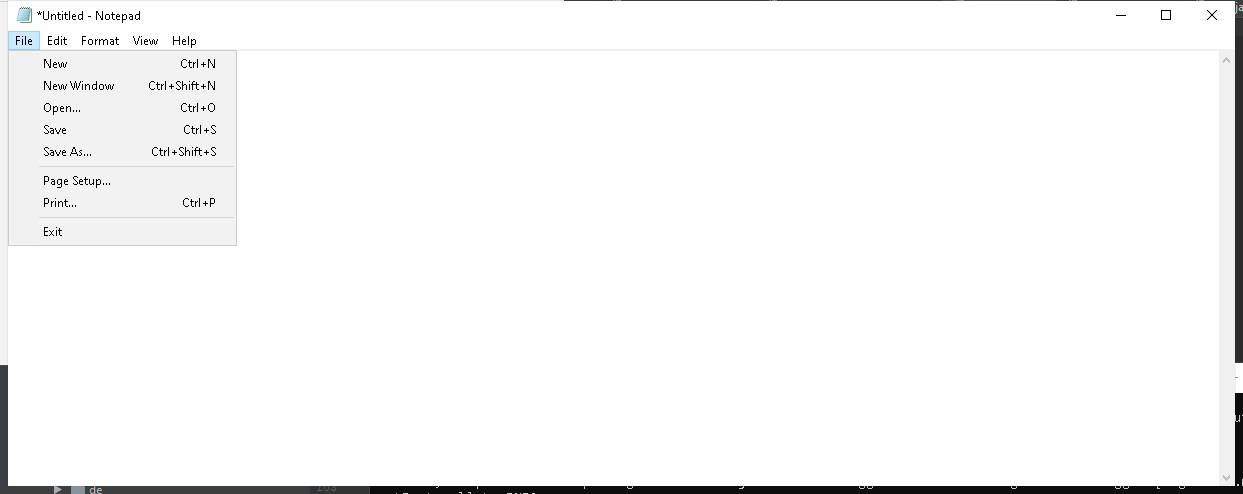 *Untitled - Notepad
File Edit Format View Help
New Ctrl+N
New Window Ctrl+Shift+N
Open... Ctrl+O
Save Ctrl+S
Save As... Ctrl+Shift+S
Page Setup...
Print... Ctrl+P
Exit
de